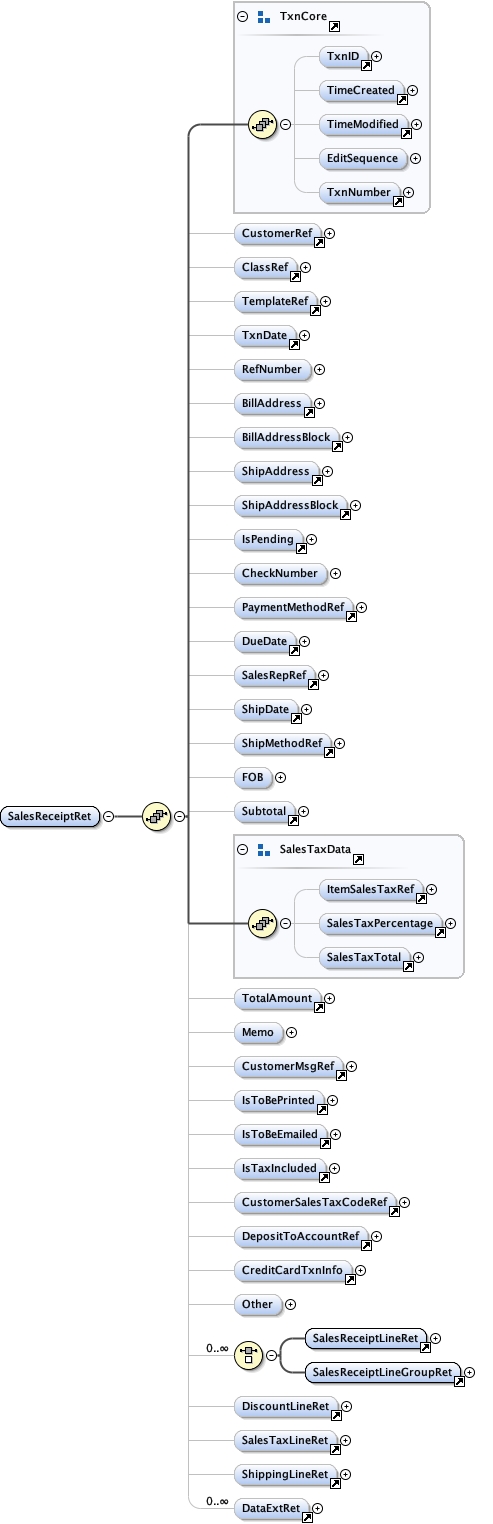 TxnCore
TxnID
TimeCreated
TimeModified
EditSequence
TxnNumber
CustomerRef
ClassRef
TemplateRef
TxnDate
RefNumber
BillAddress
BillAddressBlock
ShipAddress
ShipAddressBlock
IsPending
CheckNumber
PaymentMethodRef
DueDate
SalesRepRef
ShipDate
ShipMethodRef
FOB
SalesReceiptRet
Subtotal
SalesTaxData
ItemSalesTaxRef
SalesTaxPercentage
SalesTaxTotal
TotalAmount
Memo
CustomerMsgRef
IsToBePrinted
IsToBeEmailed
IsTaxIncluded
CustomerSalesTaxCodeRef
DepositToAccountRef
CreditCardTxnInfo
Other
0..∞
SalesReceiptLineRet
SalesReceiptLineGroupRet
DiscountLineRet
SalesTaxLineRet
ShippingLineRet
0..∞
DataExtRet